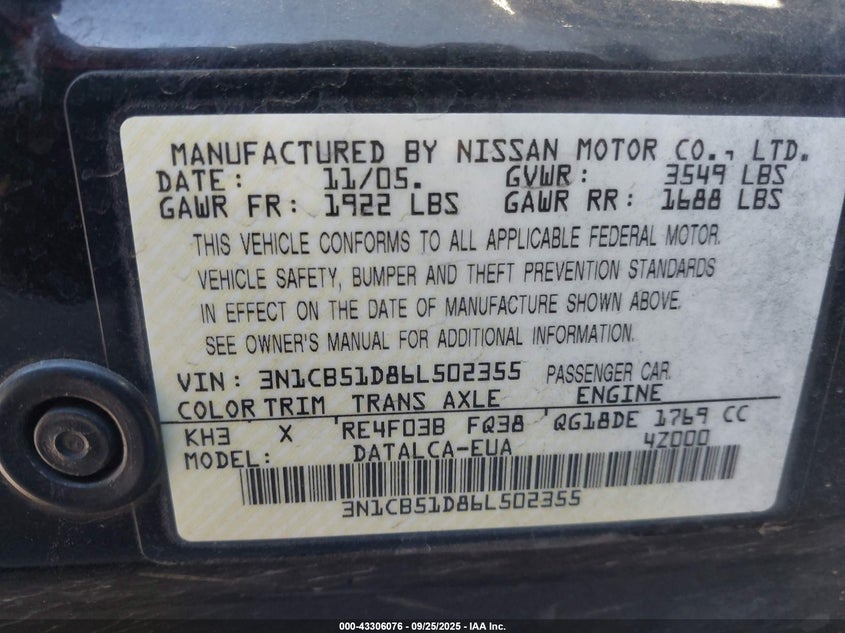 MANUFACTURED BY NISSAN MOTOR CO., LTD.
DATE: 11/05. GVWR: 3549 LBS
GAWR FR: 1922 LBS GAWR RR: 1688 LBS
THIS VEHICLE CONFORMS TO ALL APPLICABLE FEDERAL MOTOR.
VEHICLE SAFETY, BUMPER AND THEFT PREVENTION STANDARDS
IN EFFECT ON THE DATE OF MANUFACTURE SHOWN ABOVE.
SEE OWNER'S MANUAL FOR ADDITIONAL INFORMATION.
VIN: 3N1CB51D86L502355 PASSENGER CAR
COLOR TRIM TRANS AXLE ENGINE
KH3 X RE4F03B FQ38 QG18DE 1769 CC
MODEL: DATALCA-EUA 4Z000
3N1CB51D86L502355
000-43306076 - 09/25/2025 - IAA Inc.